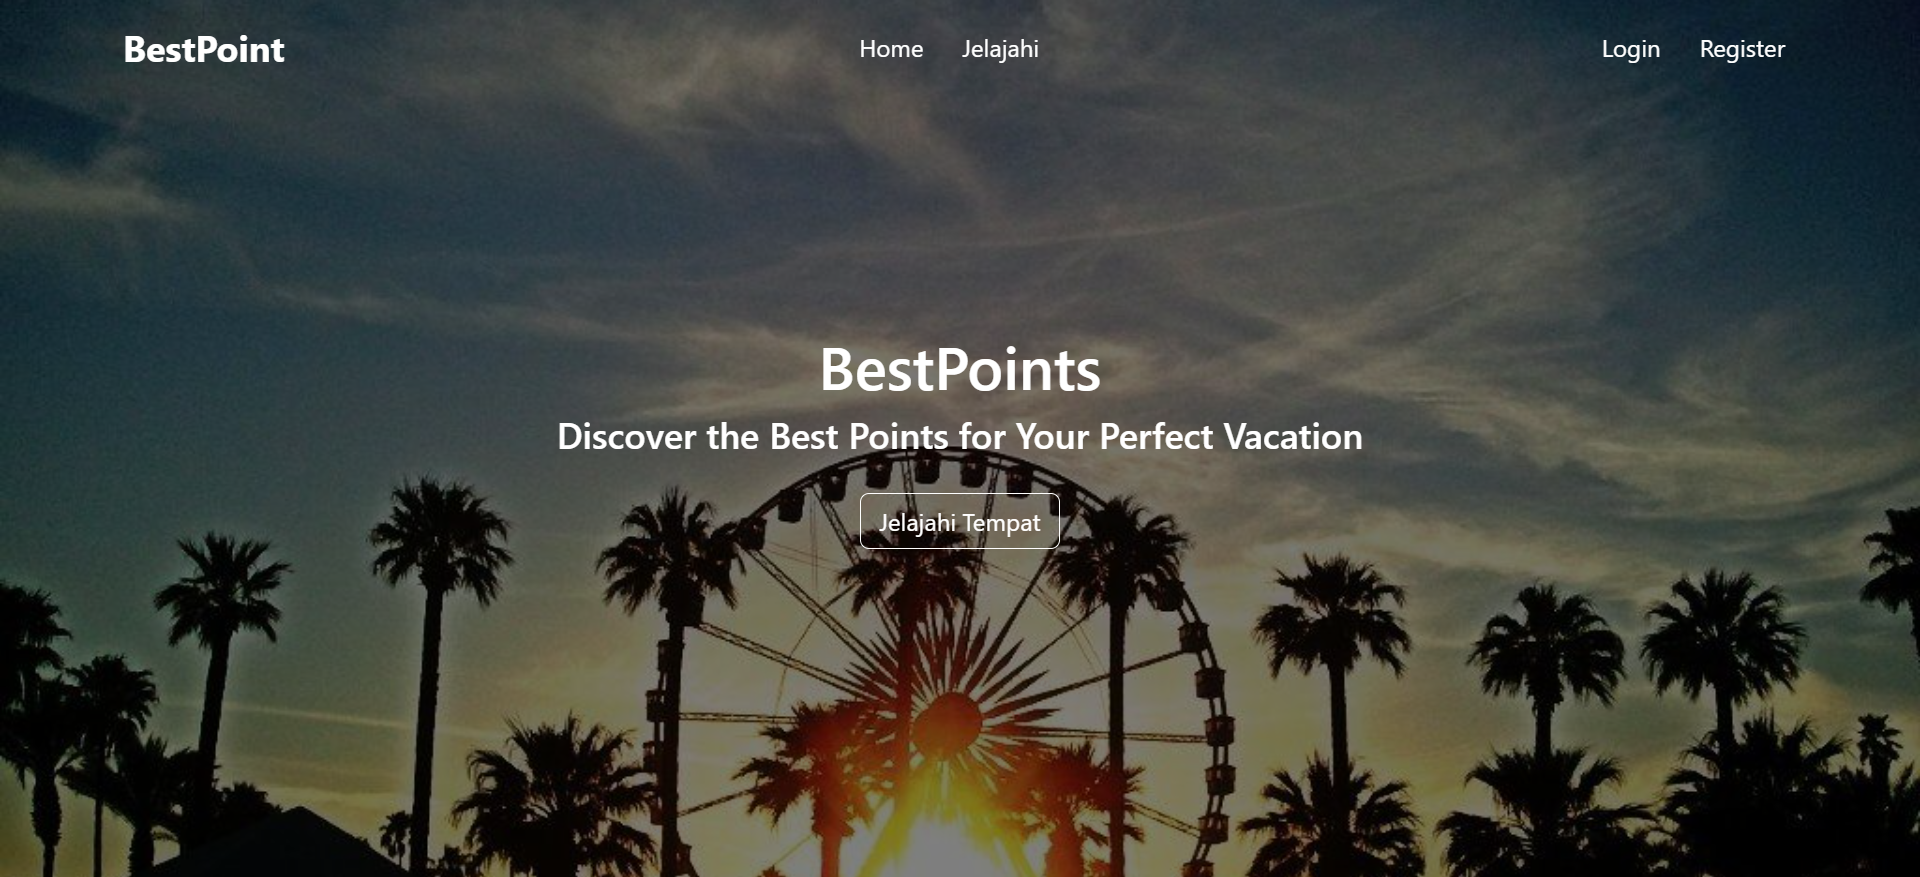 BestPoint
Home Jelajahi
Login Register
BestPoints
Discover the Best Points for Your Perfect Vacation
Jelajahi Tempat